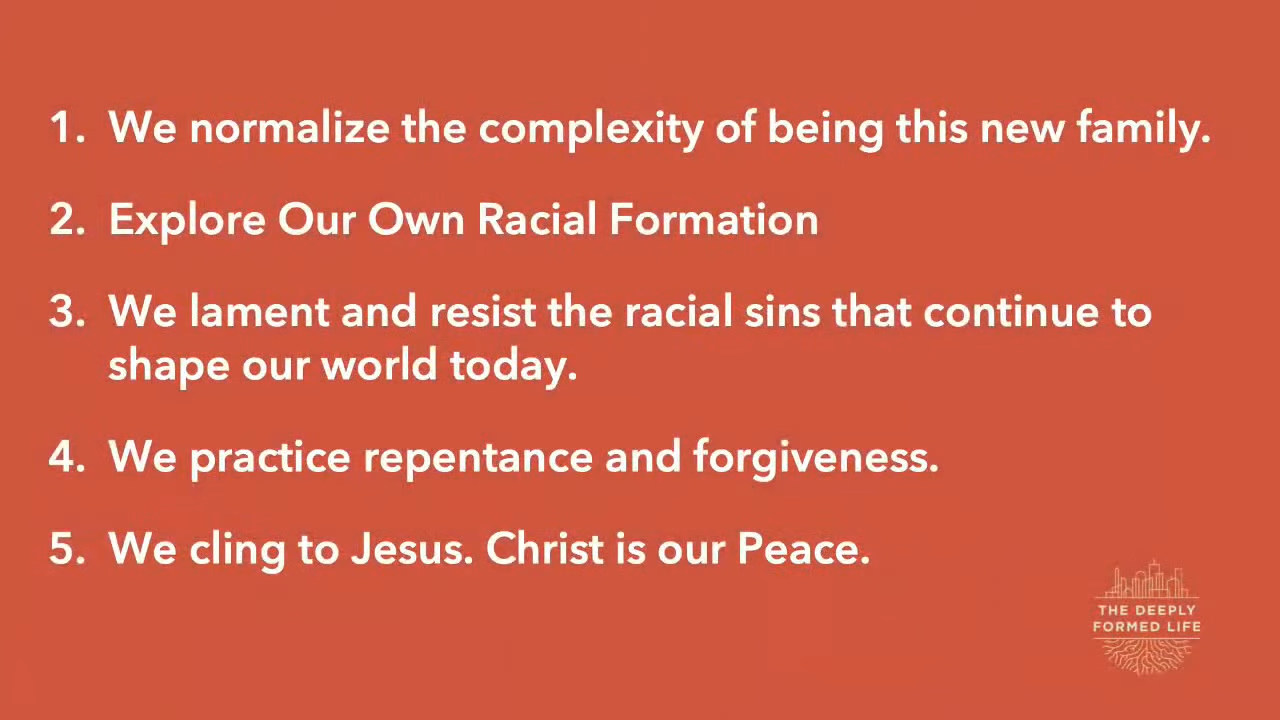 1. We normalize the complexity of being this new family.
2. Explore Our Own Racial Formation
3. We lament and resist the racial sins that continue to
shape our world today.
4. We practice repentance and forgiveness.
5. We cling to Jesus. Christ is our Peace.
THE DEEPLY
FORMED LIFE